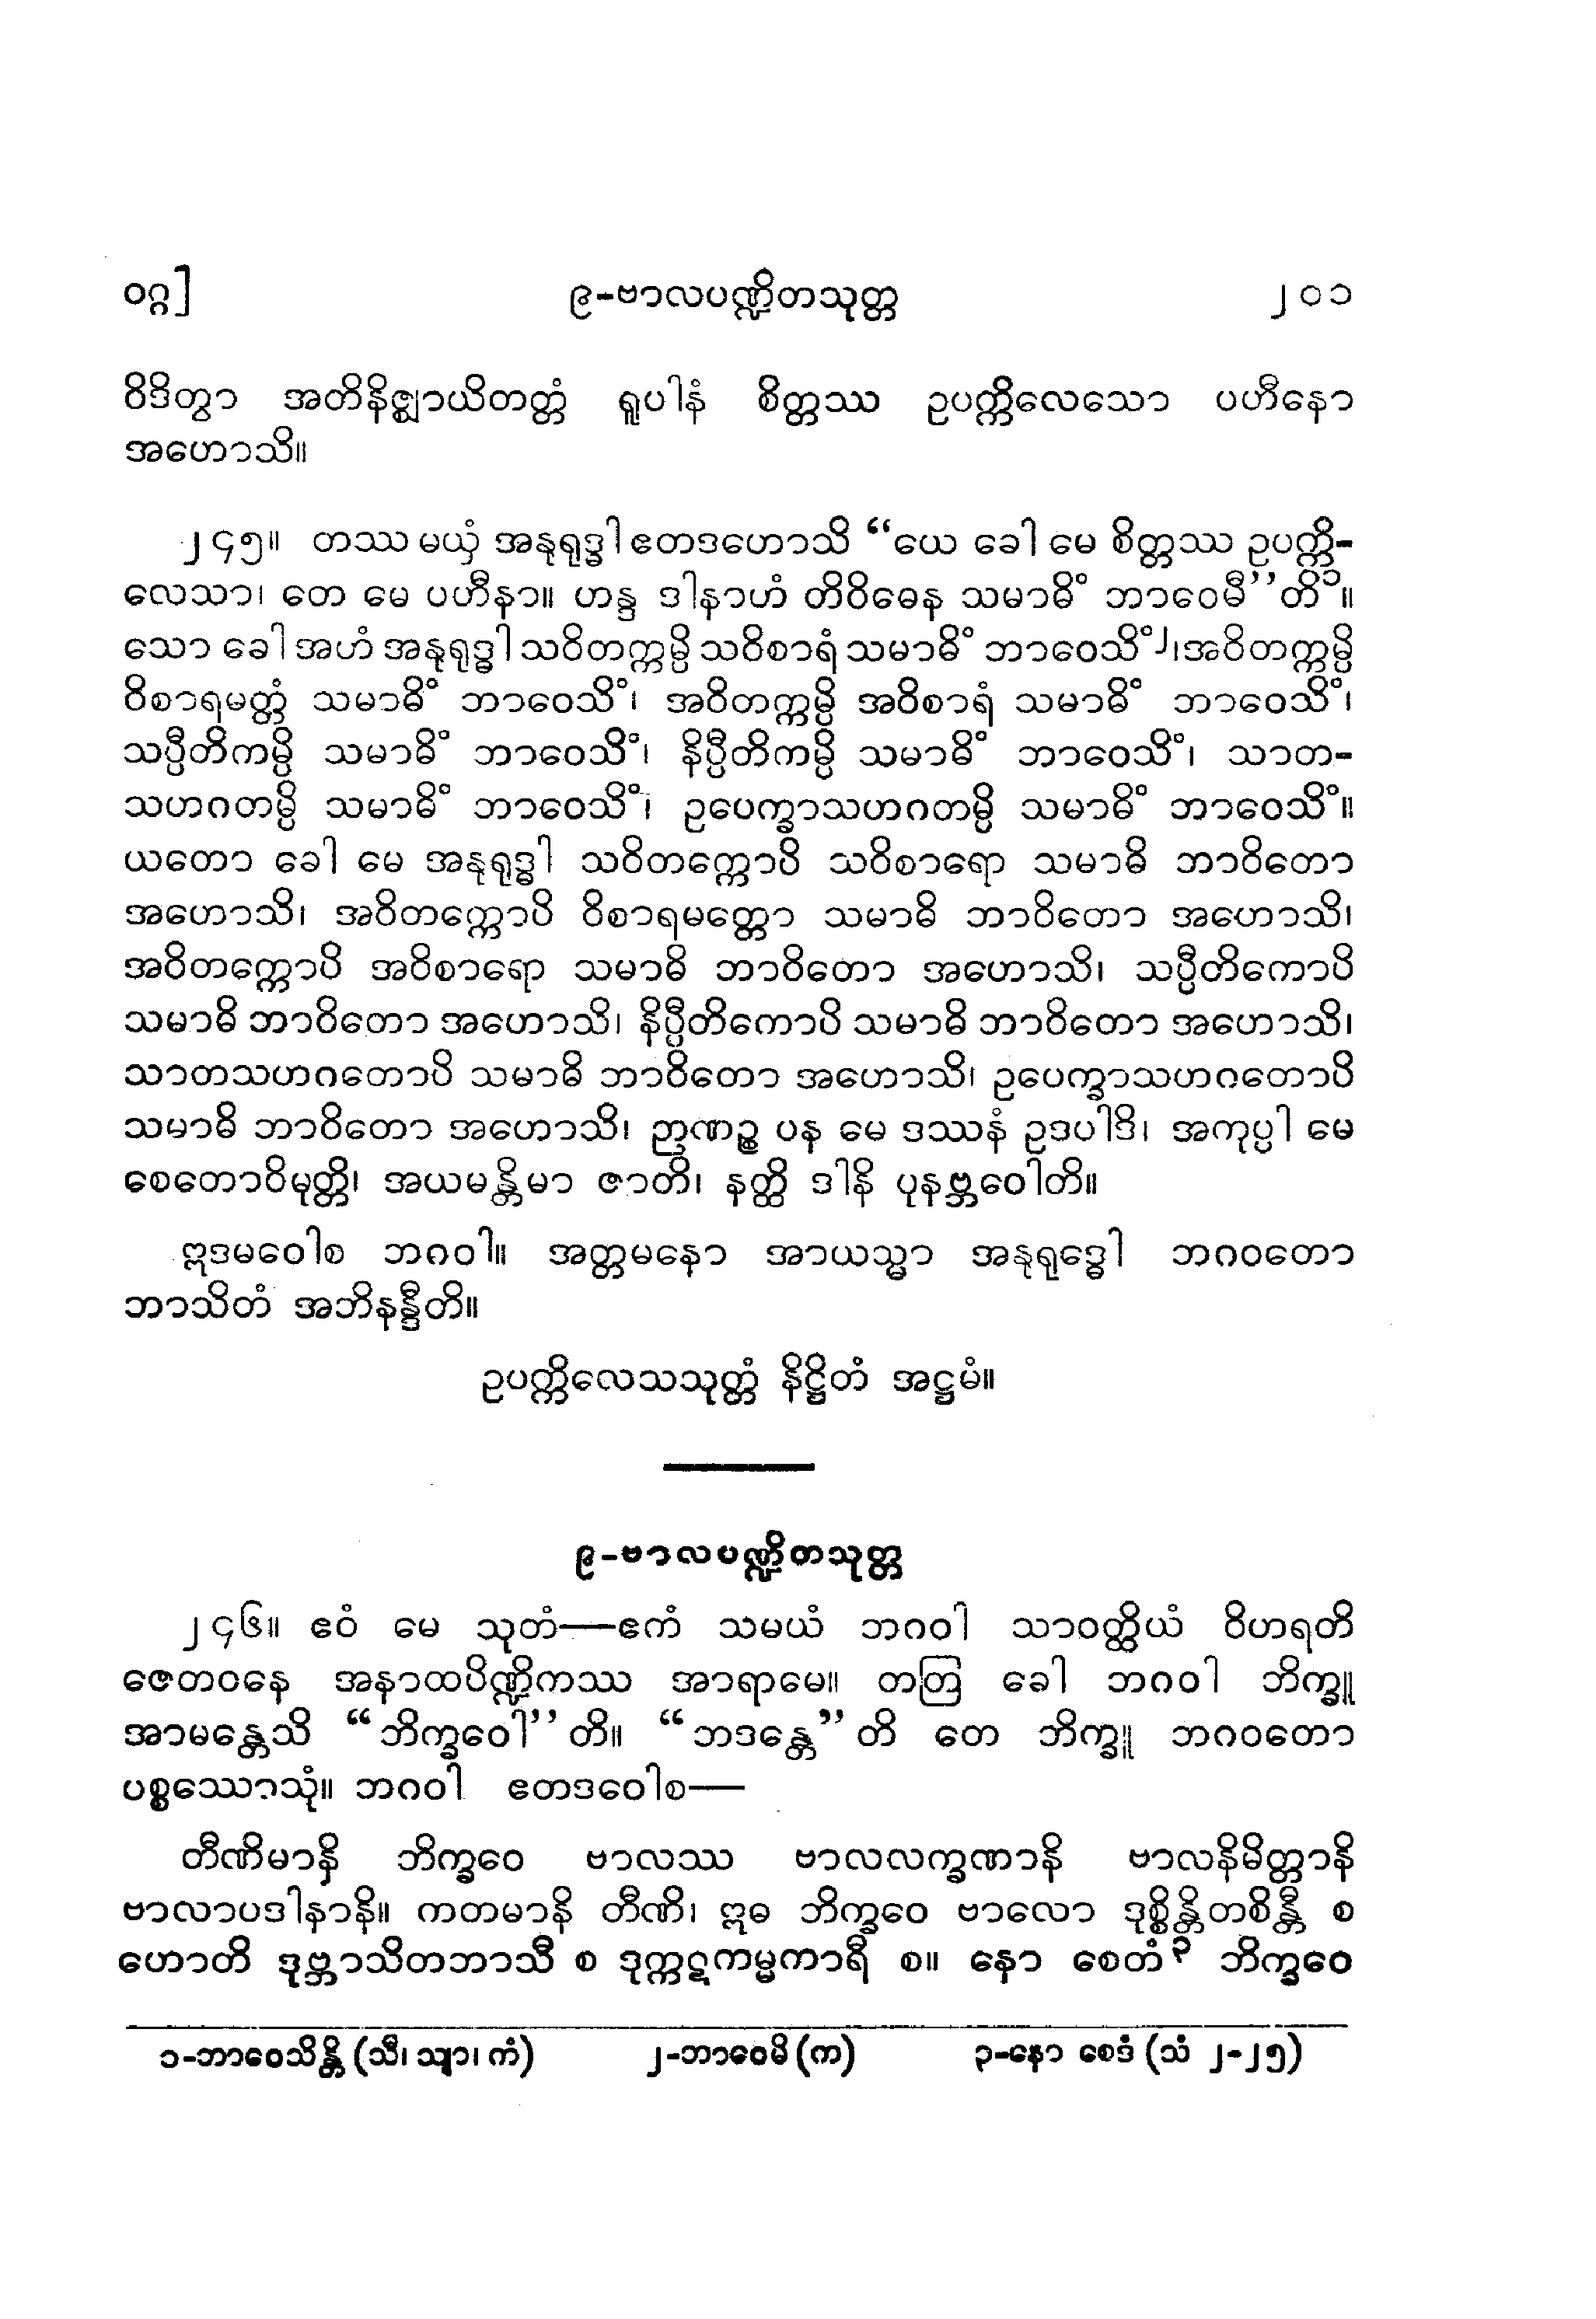 ဝဂ္ဂ] ၉-ဗာလပဏ္ဍိတသုတ္တ ၂၀၁
ဝိဒိတွာ အတိနိဇ္ဈာယိတတ္တံ ရူပါနံ စိတ္တဿ ဥပက္ကိလေသော ပဟီနော
အဟောသိ။
၂၄၅။ တဿ မယှံ အနုရုဒ္ဓါ ဧတဒဟောသိ “ယေ ခေါ မေ စိတ္တဿ ဥပက္ကိ-
လေသာ၊ တေ မေ ပဟီနာ။ ဟန္ဒ ဒါနာဟံ တိဝိဓေန သမာဓိံ ဘာဝေမီ’’တိ၁။
သော ခေါ အဟံ အနုရုဒ္ဓါ သဝိတက္ကမ္ပိ သဝိစာရံ သမာဓိံ ဘာဝေသိံ၂၊ အဝိတက္ကမ္ပိ
ဝိစာရမတ္တံ သမာဓိံ ဘာဝေသိံ၊ အဝိတက္ကမ္ပိ အဝိစာရံ သမာဓိံ ဘာဝေသိံ၊
သပ္ပီတိကမ္ပိ သမာဓိံ ဘာဝေသိံ၊ နိပ္ပီတိကမ္ပိ သမာဓိံ ဘာဝေသိံ၊ သာတ-
သဟဂတမ္ပိ သမာဓိံ ဘာဝေသိံ၊ ဥပေက္ခာသဟဂတမ္ပိ သမာဓိံ ဘာဝေသိံ။
ယတော ခေါ မေ အနုရုဒ္ဓါ သဝိတက္ကောပိ သဝိစာရော သမာဓိ ဘာဝိတော
အဟောသိ၊ အဝိတက္ကောပိ ဝိစာရမတ္တော သမာဓိ ဘာဝိတော အဟောသိ၊
အဝိတက္ကောပိ အဝိစာရော သမာဓိ ဘာဝိတော အဟောသိ၊ သပ္ပီတိကောပိ
သမာဓိ ဘာဝိတော အဟောသိ၊ နိပ္ပီတိကောပိ သမာဓိ ဘာဝိတော အဟောသိ၊
သာတသဟဂတောပိ သမာဓိ ဘာဝိတော အဟောသိ၊ ဥပေက္ခာသဟဂတောပိ
သမာဓိ ဘာဝိတော အဟောသိ၊ ဉာဏဉ္စ ပန မေ ဒဿနံ ဥဒပါဒိ၊ အကုပ္ပါ မေ
စေတောဝိမုတ္တိ၊ အယမန္တိမာ ဇာတိ၊ နတ္ထိ ဒါနိ ပုနဗ္ဘဝေါတိ။
ဣဒမဝေါစ ဘဂဝါ။ အတ္တမနော အာယသ္မာ အနုရုဒ္ဓေါ ဘဂဝတော
ဘာသိတံ အဘိနန္ဒီတိ။
ဥပက္ကိလေသသုတ္တံ နိဋ္ဌိတံ အဋ္ဌမံ။
၉-ဗာလပဏ္ဍိတသုတ္တ
၂၄၆။ ဧဝံ မေ သုတံ—ဧကံ သမယံ ဘဂဝါ သာဝတ္ထိယံ ဝိဟရတိ
ဇေတဝနေ အနာထပိဏ္ဍိကဿ အာရာမေ။ တတြ ခေါ ဘဂဝါ ဘိက္ခူ
အာမန္တေသိ “ဘိက္ခဝေါ’’တိ။ “ဘဒန္တေ”တိ တေ ဘိက္ခူ ဘဂဝတော
ပစ္စဿောသုံ။ ဘဂဝါ ဧတဒဝေါစ—
တီဏိမာနိ ဘိက္ခဝေ ဗာလဿ ဗာလလက္ခဏာနိ ဗာလနိမိတ္တာနိ
ဗာလာပဒါနာနိ။ ကတမာနိ တီဏိ၊ ဣဓ ဘိက္ခဝေ ဗာလော ဒုစ္စိန္တိတစိန္တီ စ
ဟောတိ ဒုဗ္ဘာသိတဘာသီ စ ဒုက္ကဋကမ္မကာရီ စ။ နော စေတံ၃ ဘိက္ခဝေ
၁-ဘာဝေသိန္တိ (သီ၊ သျာ၊ ကံ) ၂-ဘာဝေမိ (က) ၃-နော စေဒံ (သံ ၂-၂၅)